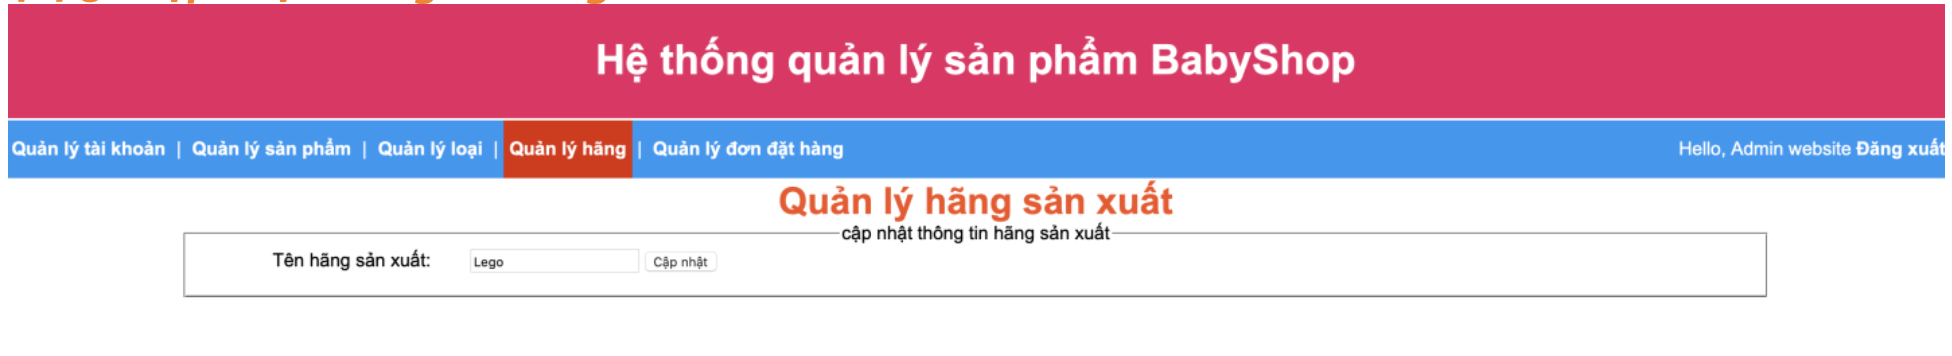 Hệ thống quản lý sản phẩm BabyShop
Quản lý tài khoản | Quản lý sản phẩm | Quản lý loại | Quản lý hãng | Quản lý đơn đặt hàng Hello, Admin website Đăng xuất
Quản lý hãng sản xuất
cập nhật thông tin hãng sản xuất
Tên hãng sản xuất: Lego Cập nhật